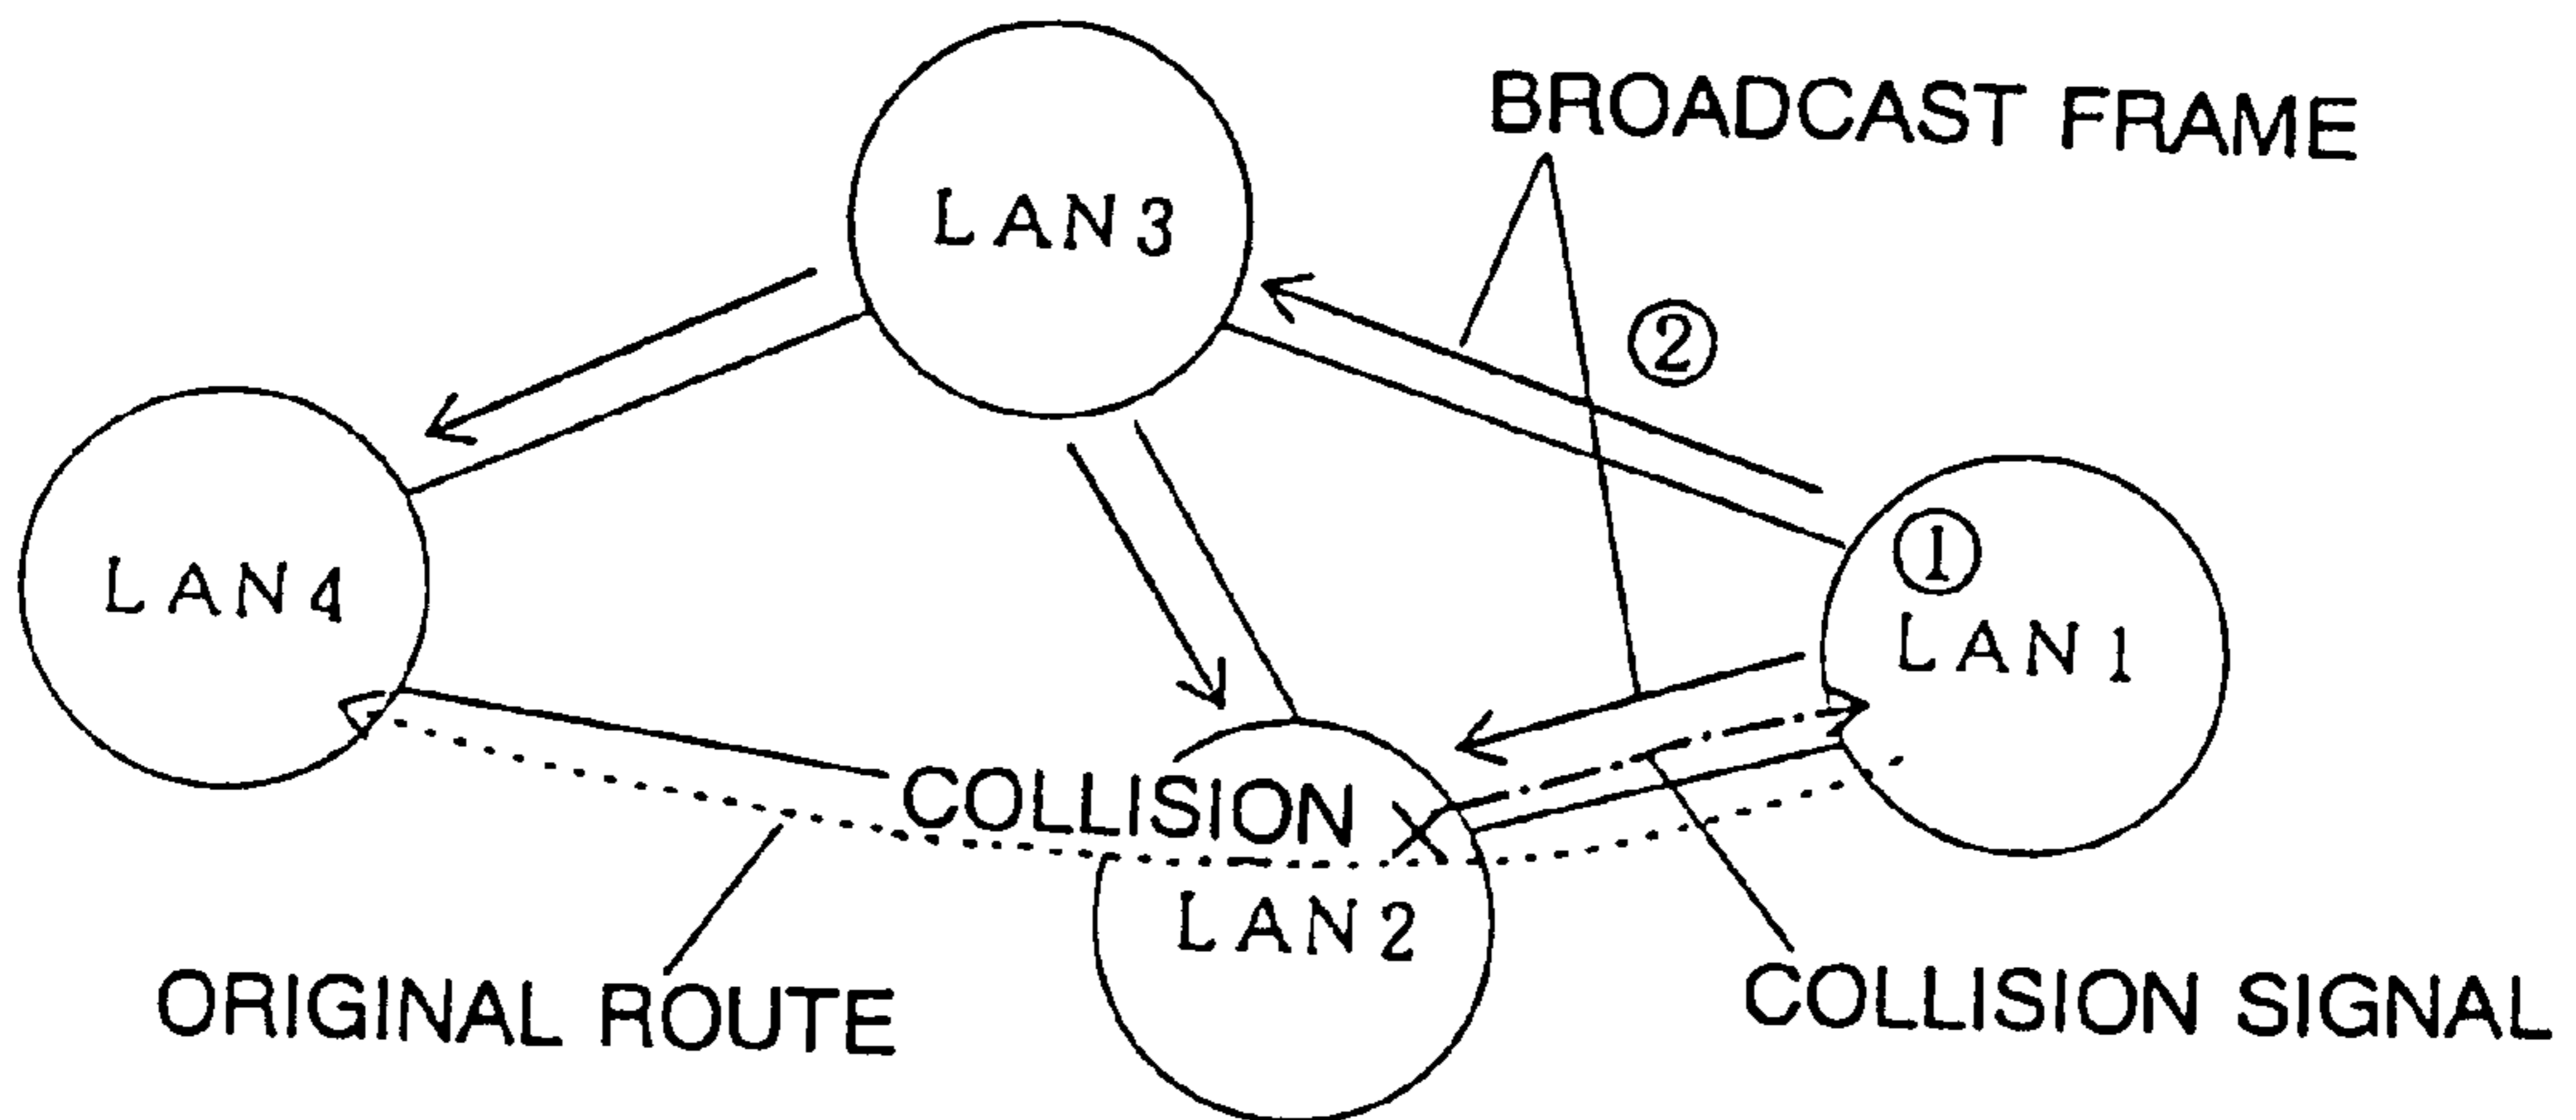 BROADCAST FRAME
LAN3
②
①
LAN4
LAN1
COLLISION
LAN2
ORIGINAL ROUTE
COLLISION SIGNAL